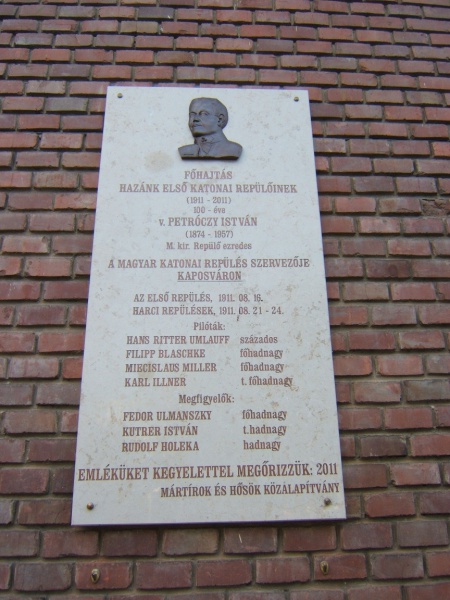 FŐHAJTÁS
HAZÁNK ELSŐ KATONAI REPÜLŐINEK
(1911 - 2011)
100 - éve
v. PETRÓCZY ISTVÁN
(1874 - 1957)
M. kir. Repülő ezredes
A MAGYAR KATONAI REPÜLÉS SZERVEZŐJE
KAPOSVÁRON
AZ ELSŐ REPÜLÉS, 1911. 08. 16.
HARCI REPÜLÉSEK, 1911. 08. 21 - 24.
Pilóták:
HANS RITTER UMLAUFF százados
FILIPP BLASCHKE főhadnagy
MIECISLAUS MILLER főhadnagy
KARL ILLNER t. főhadnagy
Megfigyelők:
FEDOR ULMANSZKY főhadnagy
KUTRER ISTVÁN t.hadnagy
RUDOLF HOLEKA hadnagy
EMLÉKÜKET KEGYELETTEL MEGŐRIZZÜK: 2011
MÁRTÍROK ÉS HŐSÖK KÖZALAPÍTVÁNY